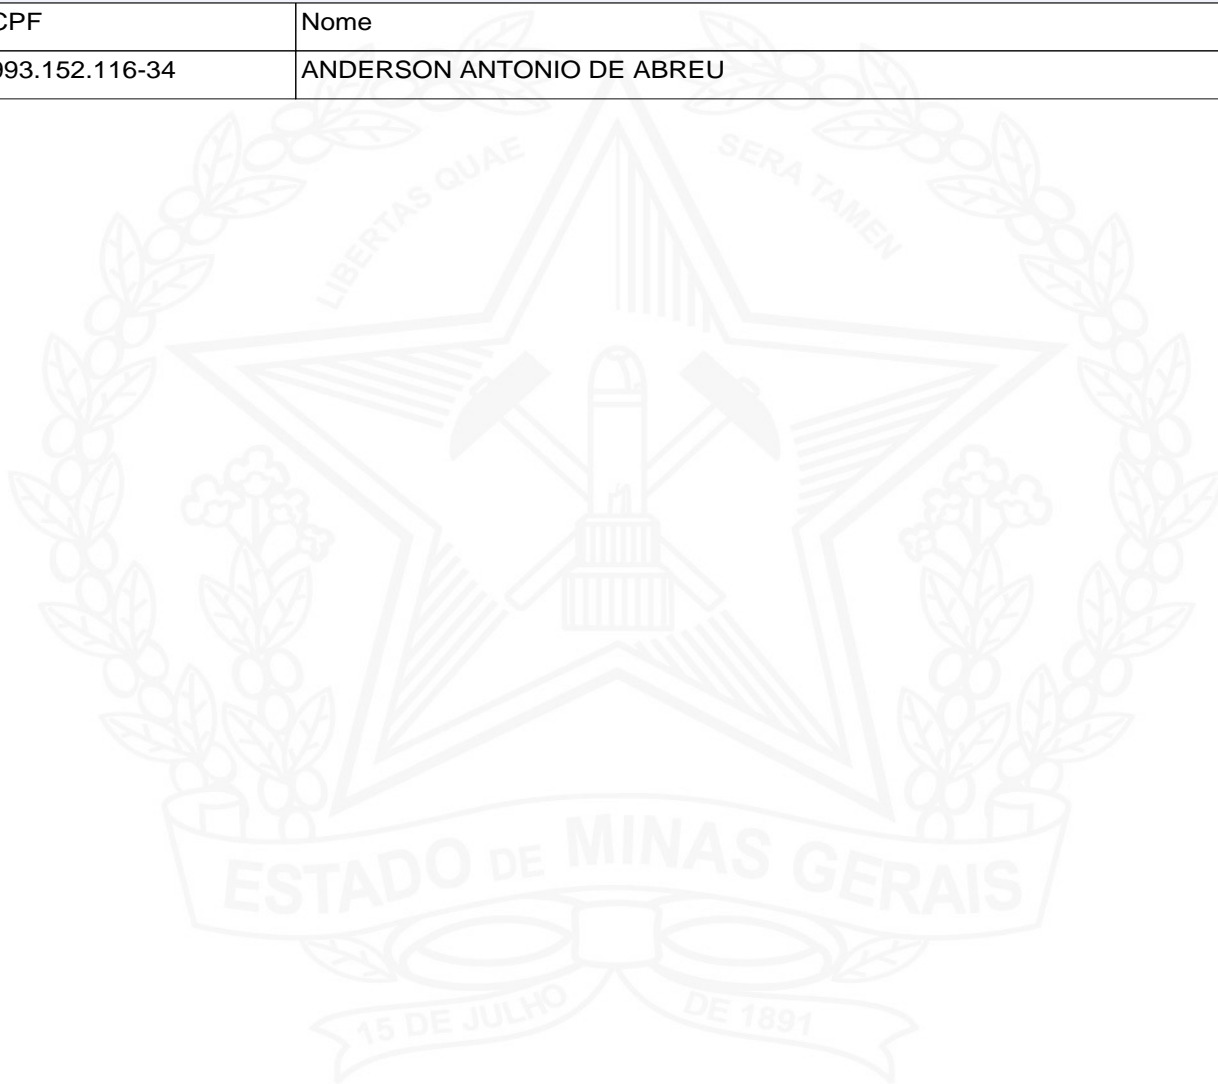 CPF Nome
993.152.116-34 ANDERSON ANTONIO DE ABREU
LIBERTAS QUAE SERA TAMEN
ESTADO DE MINAS GERAIS
15 DE JULHO DE 1891